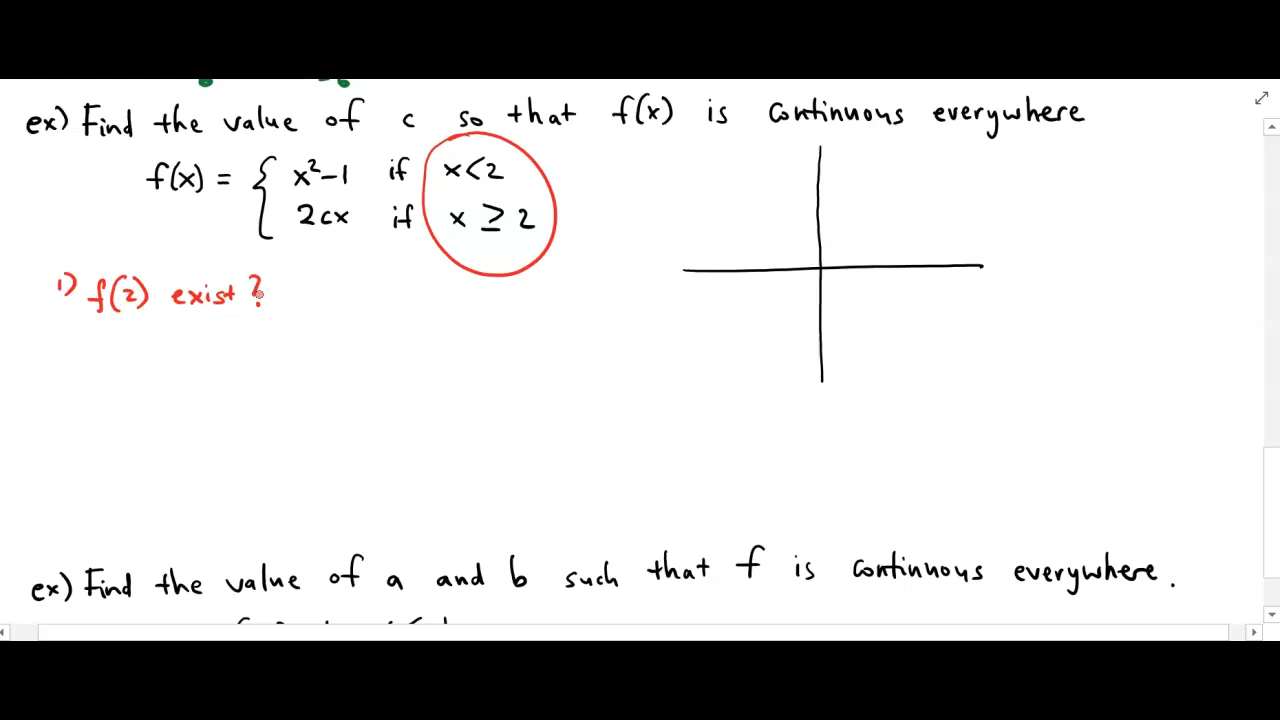 ex) Find the value of c so that f(x) is continuous everywhere
f(x) = { x²-1 if x<2
2cx if x ≥ 2
1) f(2) exist?
ex) Find the value of a and b such that f is continuous everywhere.